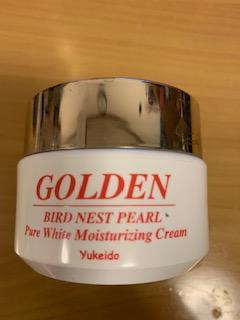 GOLDEN
BIRD NEST PEARL
Pure White Moisturizing Cream
Yukeido